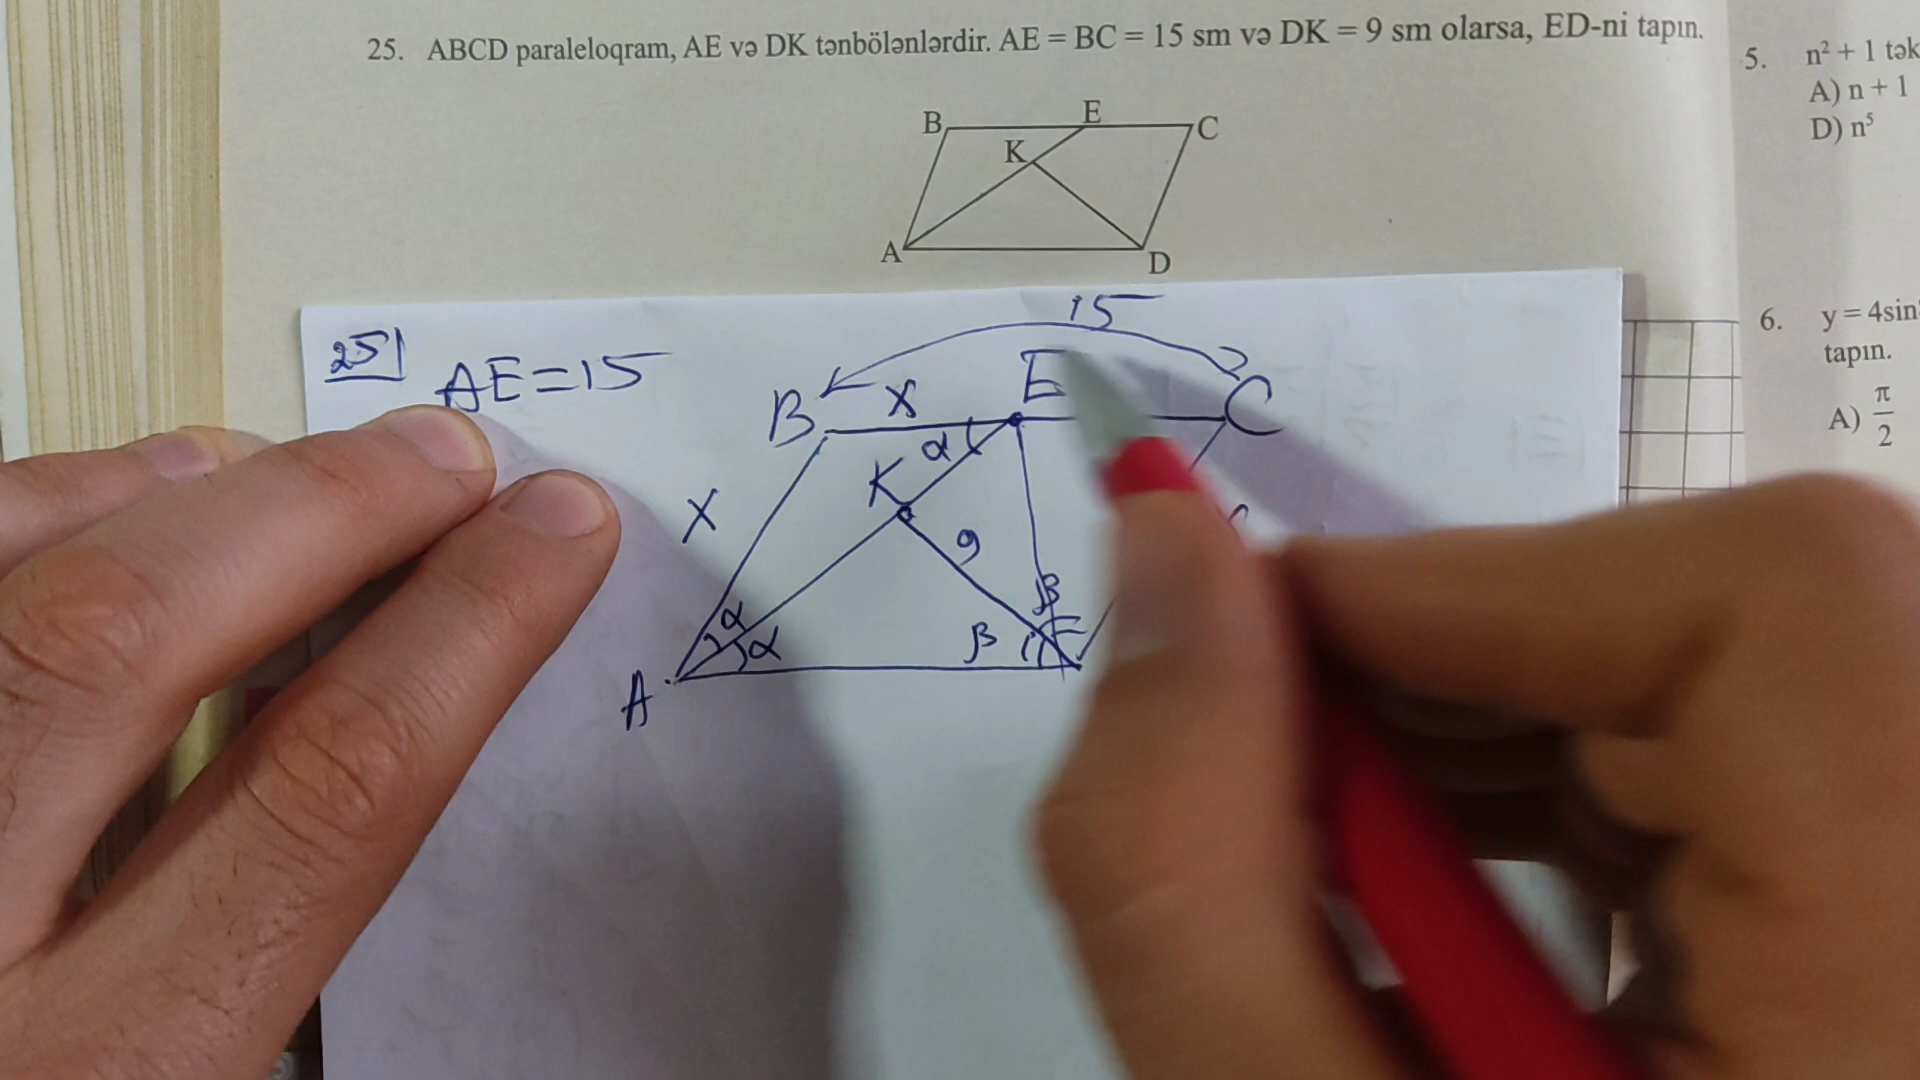 25. ABCD paraleloqram, AE və DK tənbölənlərdir. AE = BC = 15 sm və DK = 9 sm olarsa, ED-ni tapın.
B
E
C
K
A
D
5. n² + 1 tək
A) n + 1
D) n⁵
6. y = 4sin
tapın.
A) π/2
25
AE=15
15
B
X
E
C
α
K
X
9
β
α
α
β
A